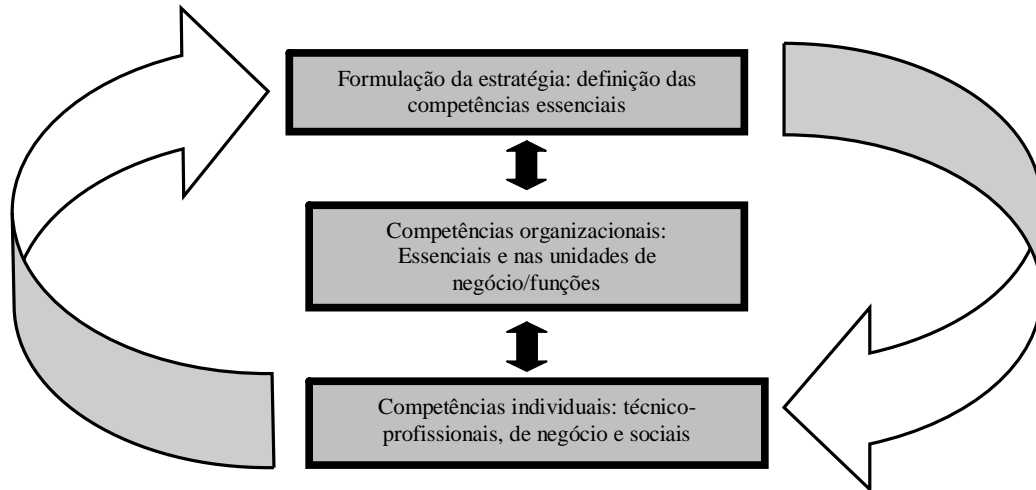 Formulação da estratégia: definição das
competências essenciais
Competências organizacionais:
Essenciais e nas unidades de
negócio/funções
Competências individuais: técnico-
profissionais, de negócio e sociais